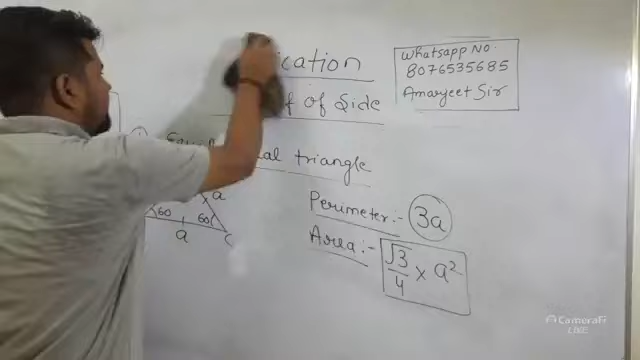 ication
f of Side
al triangle
Whatsapp No.
8076535685
Amarjeet Sir
a
60 60
a
C
Perimeter:- 3a
Area:- √3/4 × a²
CameraFi
LIVE